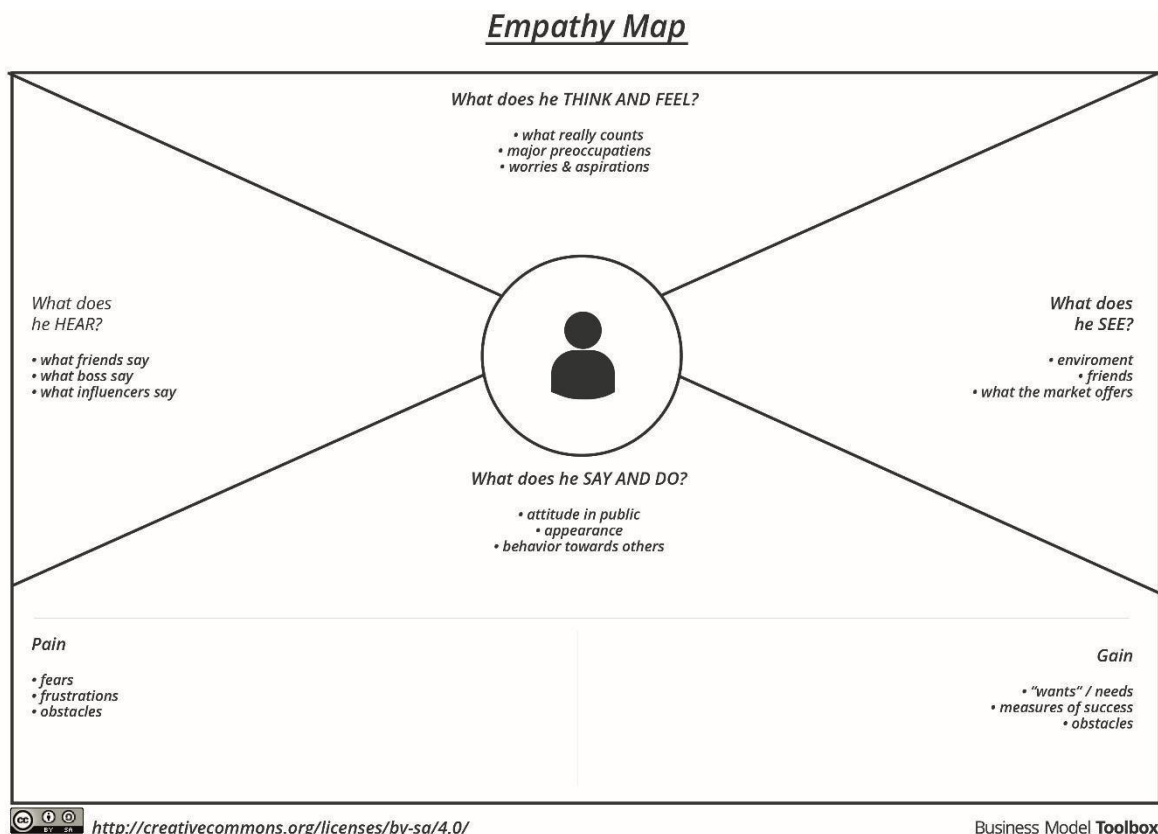 Empathy Map
What does he THINK AND FEEL?
• what really counts
• major preoccupatiens
• worries & aspirations
What does
he HEAR?
• what friends say
• what boss say
• what influencers say
What does
he SEE?
• enviroment
• friends
• what the market offers
What does he SAY AND DO?
• attitude in public
• appearance
• behavior towards others
Pain
• fears
• frustrations
• obstacles
Gain
• “wants” / needs
• measures of success
• obstacles
cc BY SA
http://creativecommons.org/licenses/by-sa/4.0/
Business Model Toolbox